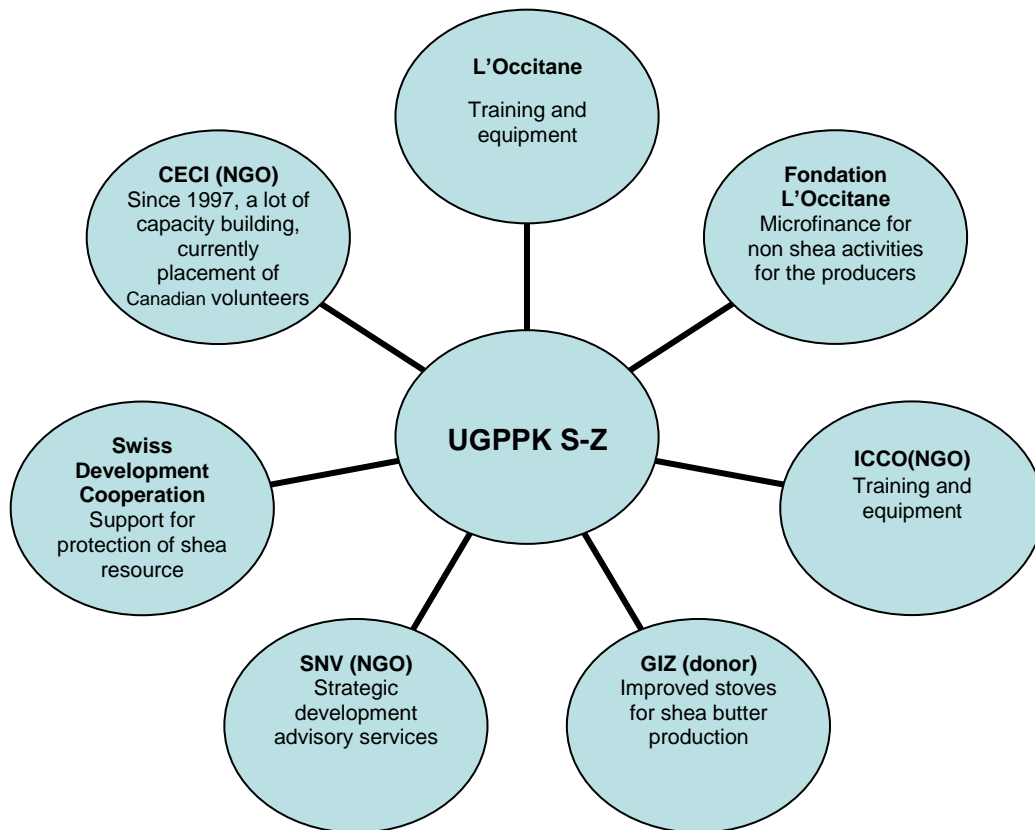 L’Occitane
Training and
equipment
CECI (NGO)
Since 1997, a lot of
capacity building,
currently
placement of
Canadian volunteers
Fondation
L’Occitane
Microfinance for
non shea activities
for the producers
UGPPK S-Z
Swiss
Development
Cooperation
Support for
protection of shea
resource
ICCO(NGO)
Training and
equipment
SNV (NGO)
Strategic
development
advisory services
GIZ (donor)
Improved stoves
for shea butter
production